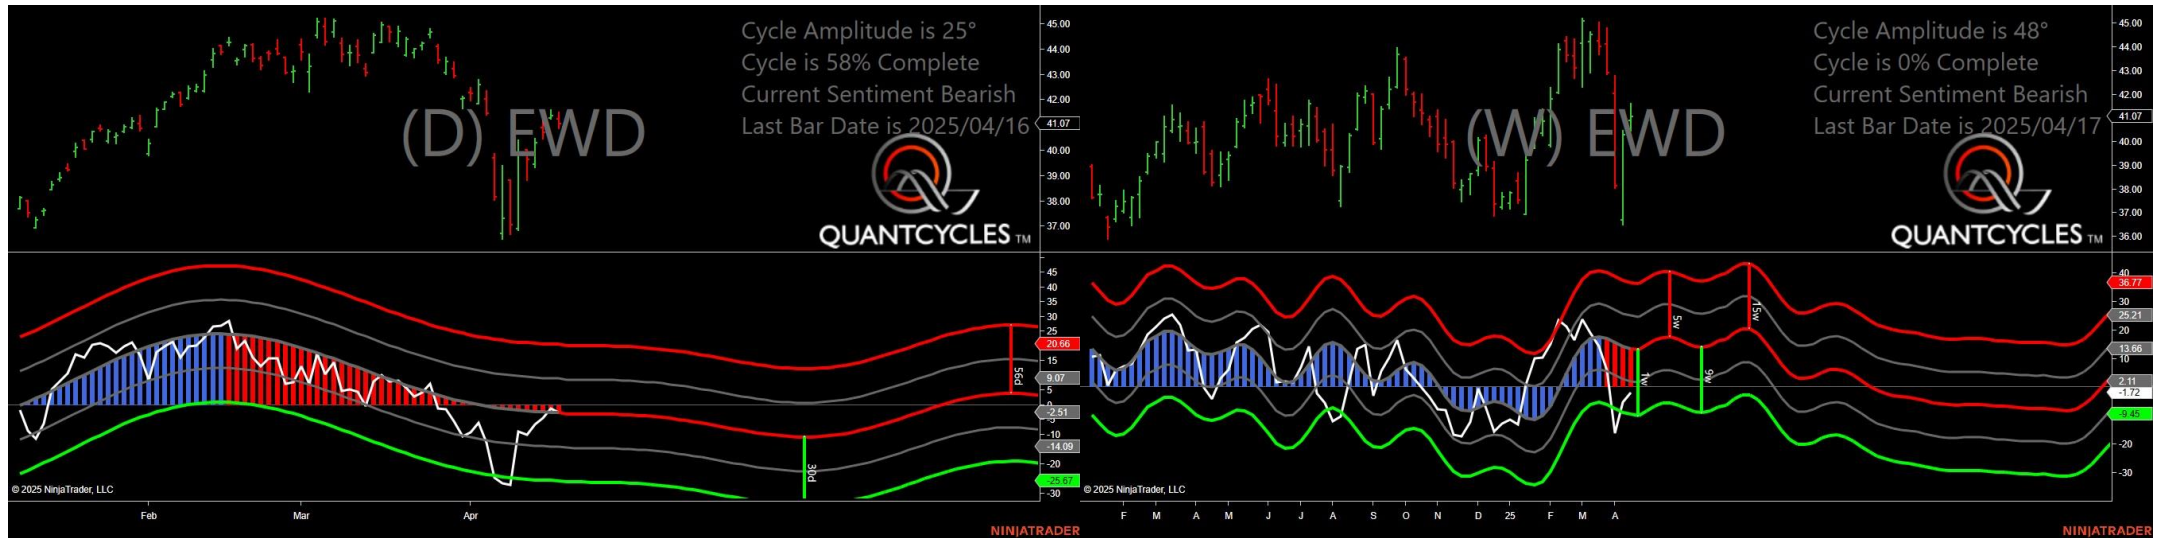 Cycle Amplitude is 25°
Cycle is 58% Complete
Current Sentiment Bearish
Last Bar Date is 2025/04/16
(D) EWD
QUANTCYCLES TM
45.00
44.00
43.00
42.00
41.07
40.00
39.00
38.00
37.00
45
40
35
30
25
20.66
15
9.07
5
0
-2.51
-5
-10
-14.09
-20
-25.67
-30
56d
30d
© 2025 NinjaTrader, LLC
Feb Mar Apr
NINJATRADER
Cycle Amplitude is 48°
Cycle is 0% Complete
Current Sentiment Bearish
Last Bar Date is 2025/04/17
(W) EWD
QUANTCYCLES TM
45.00
44.00
43.00
42.00
41.07
40.00
39.00
38.00
37.00
36.00
40
36.77
30
25.21
20
13.66
10
2.11
-1.72
-9.45
-20
-30
5w
15w
1w
9w
© 2025 NinjaTrader, LLC
F M A M J J A S O N D 25 F M A
NINJATRADER